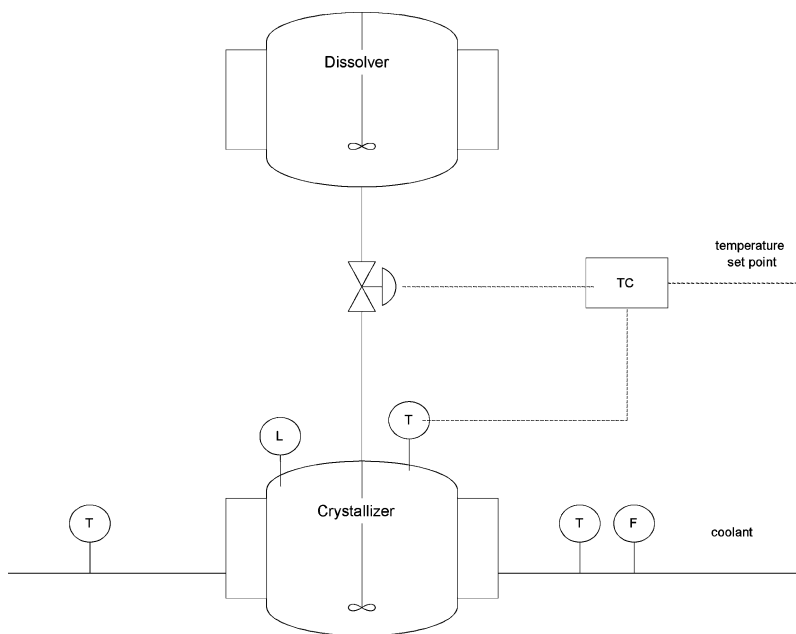 Dissolver
temperature
set point
TC
T
L
Crystallizer
T
T
F
coolant